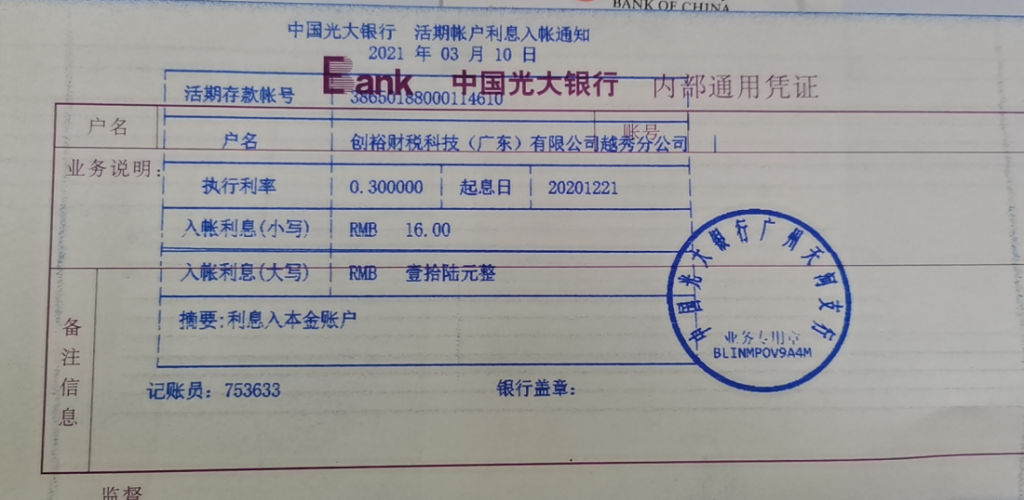 BANK OF CHINA
中国光大银行 活期帐户利息入帐通知
2021 年 03 月 10 日
Bank 中国光大银行 内部通用凭证
活期存款帐号 38650188000114610
户名 账号
户名 创裕财税科技（广东）有限公司越秀分公司
业务说明：
执行利率 0.300000 起息日 20201221
入帐利息(小写) RMB 16.00
入帐利息(大写) RMB 壹拾陆元整
摘要:利息入本金账户
中国光大银行广州天河支行
业务专用章
BLINMPOV9A4M
备注信息
记账员：753633 银行盖章：
监督